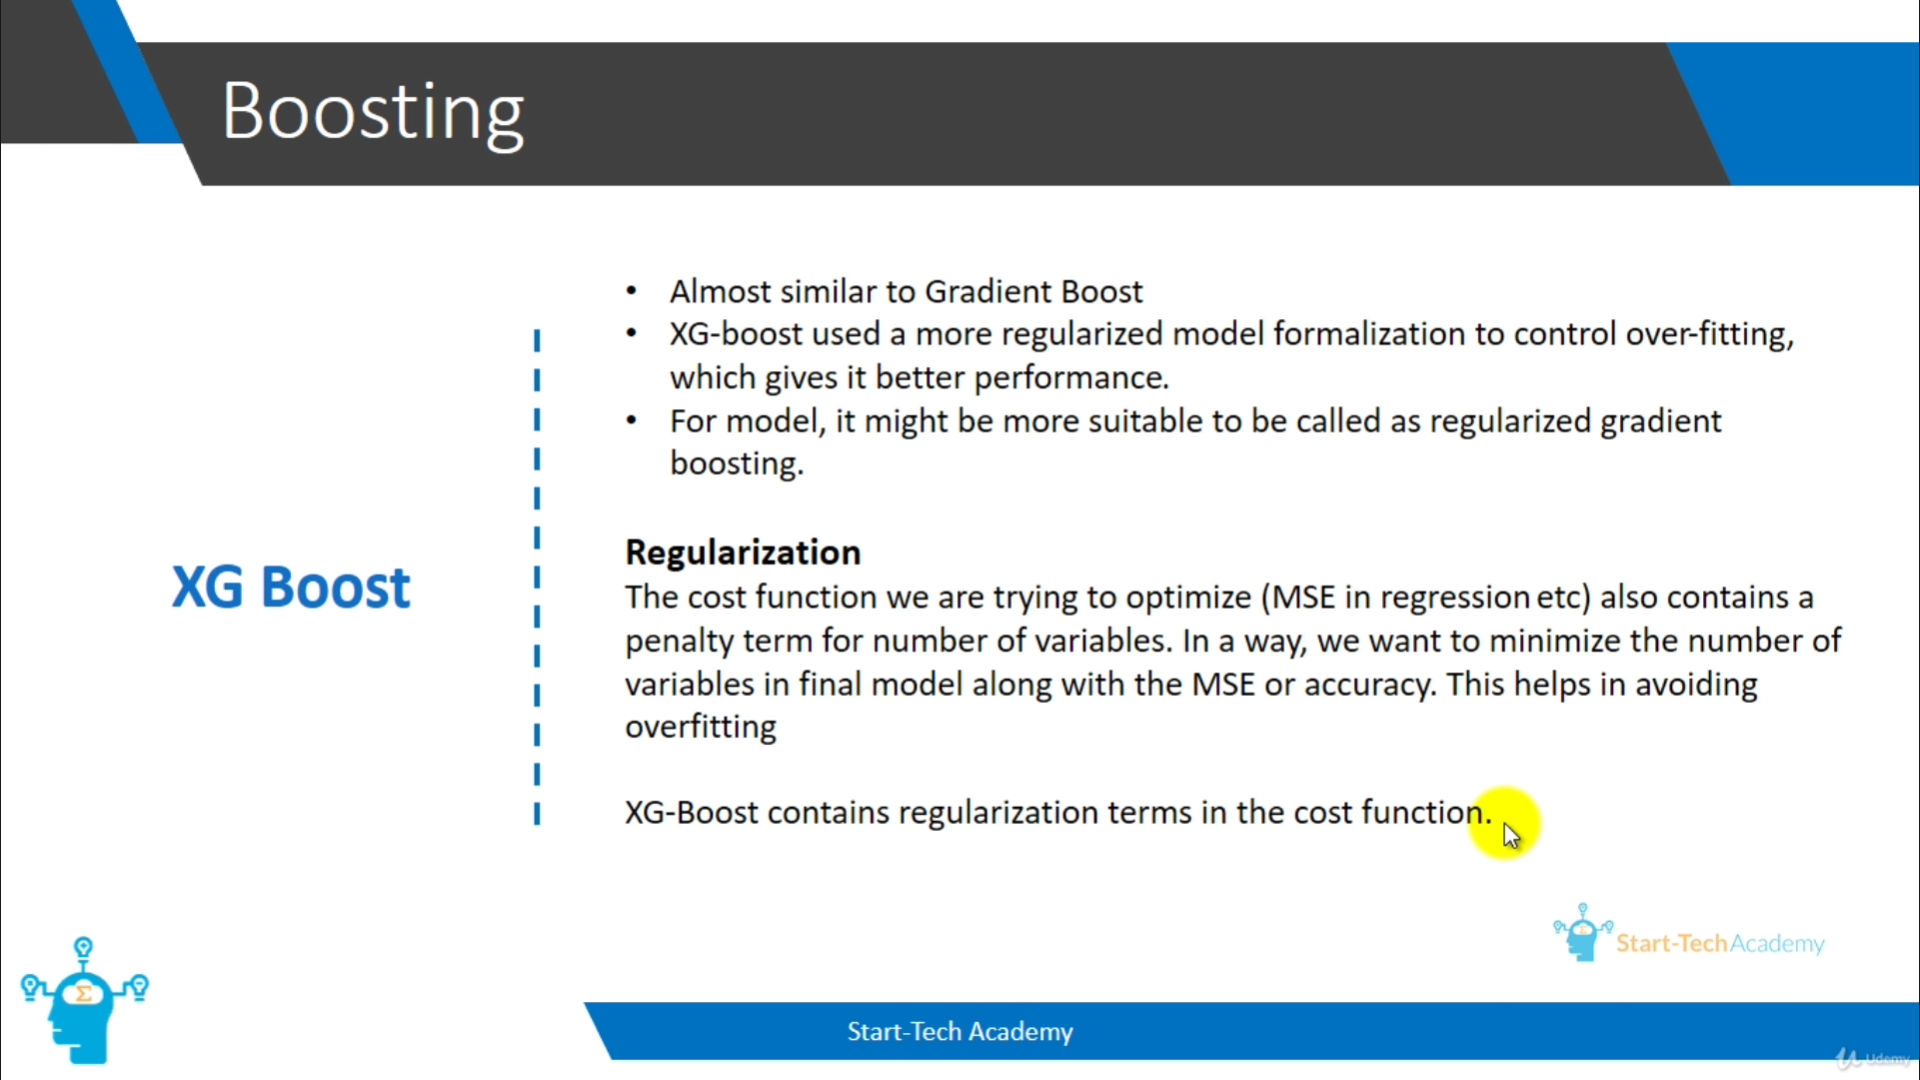 Boosting
XG Boost
• Almost similar to Gradient Boost
• XG-boost used a more regularized model formalization to control over-fitting,
which gives it better performance.
• For model, it might be more suitable to be called as regularized gradient
boosting.
Regularization
The cost function we are trying to optimize (MSE in regression etc) also contains a
penalty term for number of variables. In a way, we want to minimize the number of
variables in final model along with the MSE or accuracy. This helps in avoiding
overfitting
XG-Boost contains regularization terms in the cost function.
Start-TechAcademy
Σ
Start-Tech Academy
Udemy